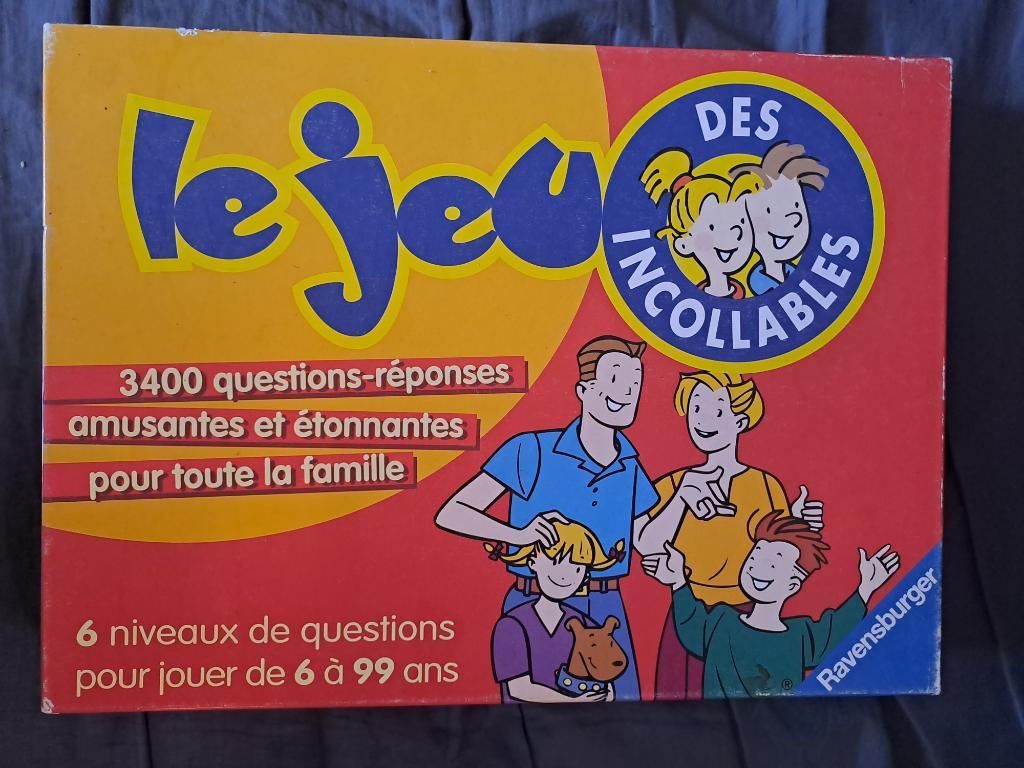 le jeu
DES
INCOLLABLES
3400 questions-réponses
amusantes et étonnantes
pour toute la famille
6 niveaux de questions
pour jouer de 6 à 99 ans
®
Ravensburger